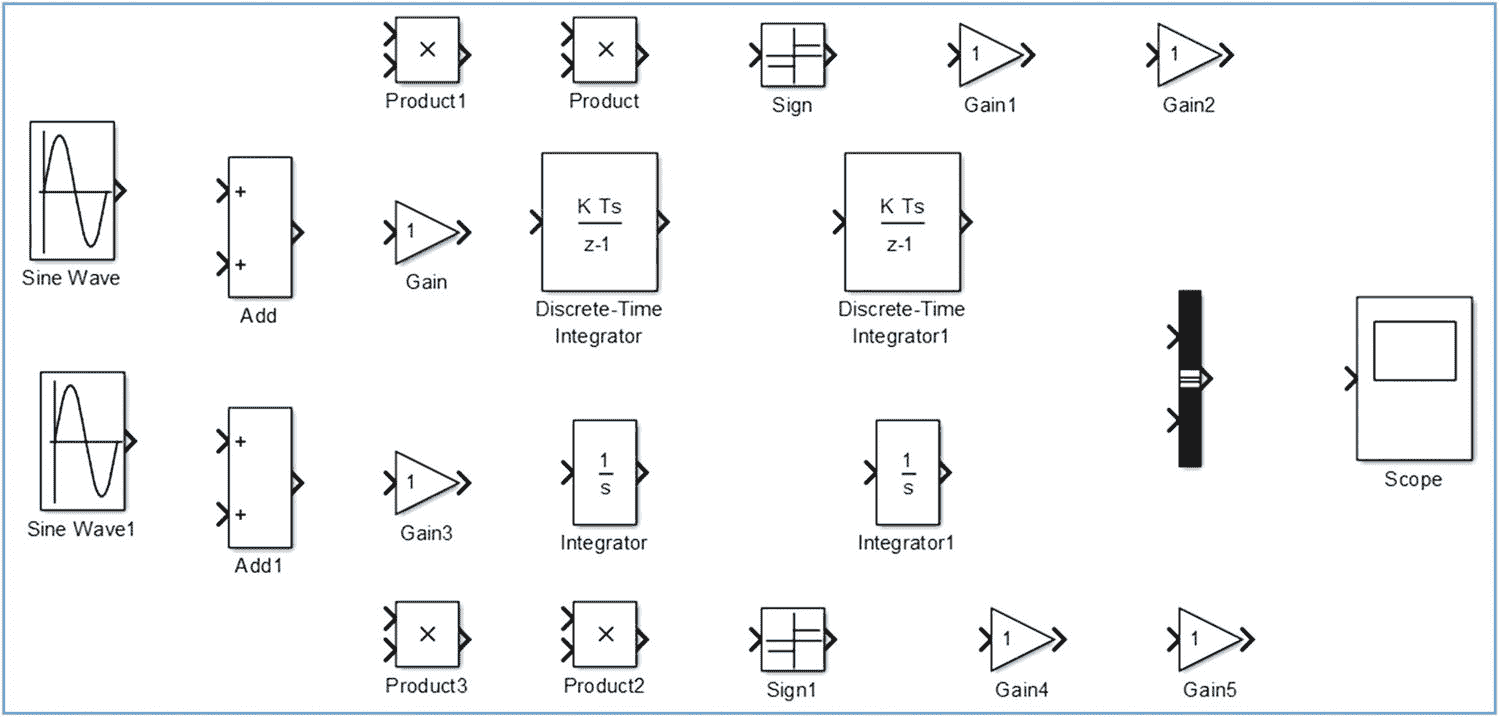 ×
×
1
1
Product1
Product
Sign
Gain1
Gain2
+
+
1
K Ts
z-1
K Ts
z-1
Sine Wave
Add
Gain
Discrete-Time
Integrator
Discrete-Time
Integrator1
+
+
1
1
s
1
s
Sine Wave1
Add1
Gain3
Integrator
Integrator1
Scope
×
×
1
1
Product3
Product2
Sign1
Gain4
Gain5